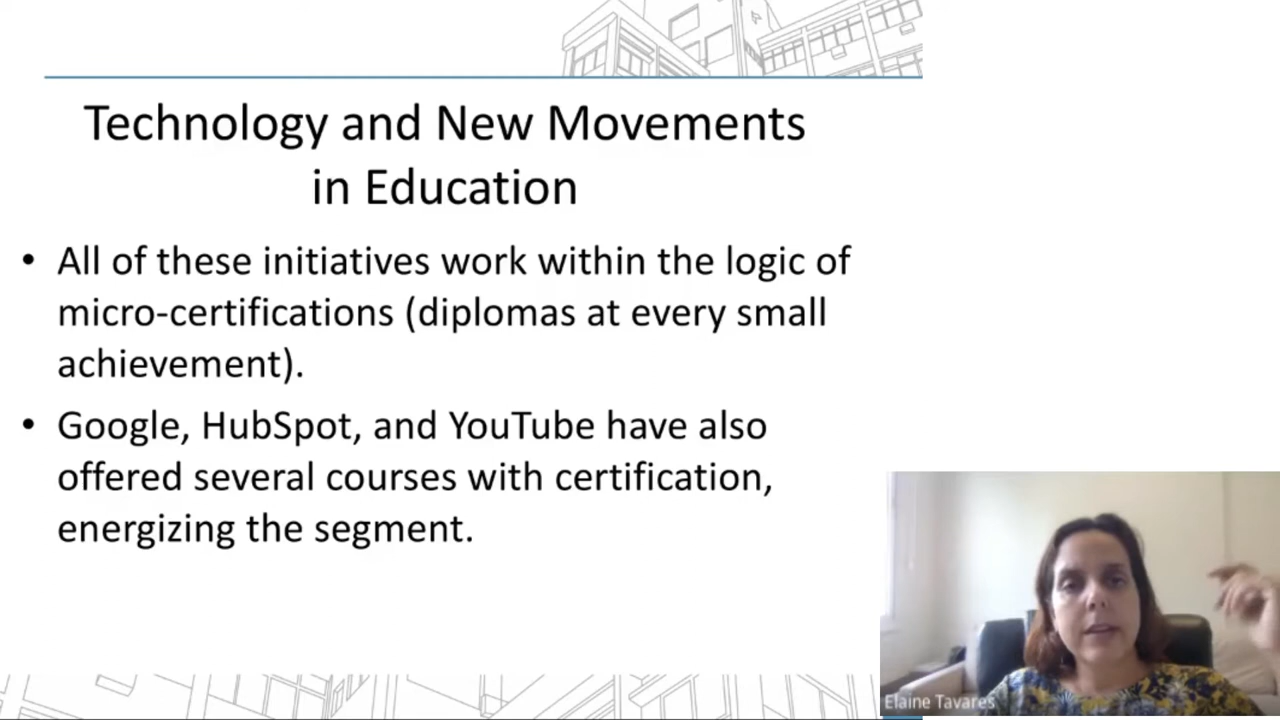 Technology and New Movements
in Education
• All of these initiatives work within the logic of
micro-certifications (diplomas at every small
achievement).
• Google, HubSpot, and YouTube have also
offered several courses with certification,
energizing the segment.
Elaine Tavares